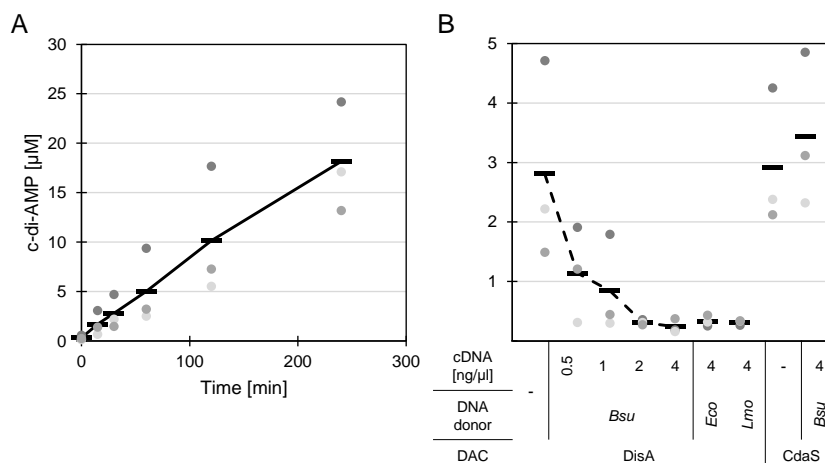 A
30
25
20
15
10
5
0
c-di-AMP [µM]
0 100 200 300
Time [min]
B
5
4
3
2
1
cDNA [ng/µl]
- 0.5 1 2 4 4 4 - 4
DNA donor
Bsu Eco Lmo Bsu
DAC DisA CdaS